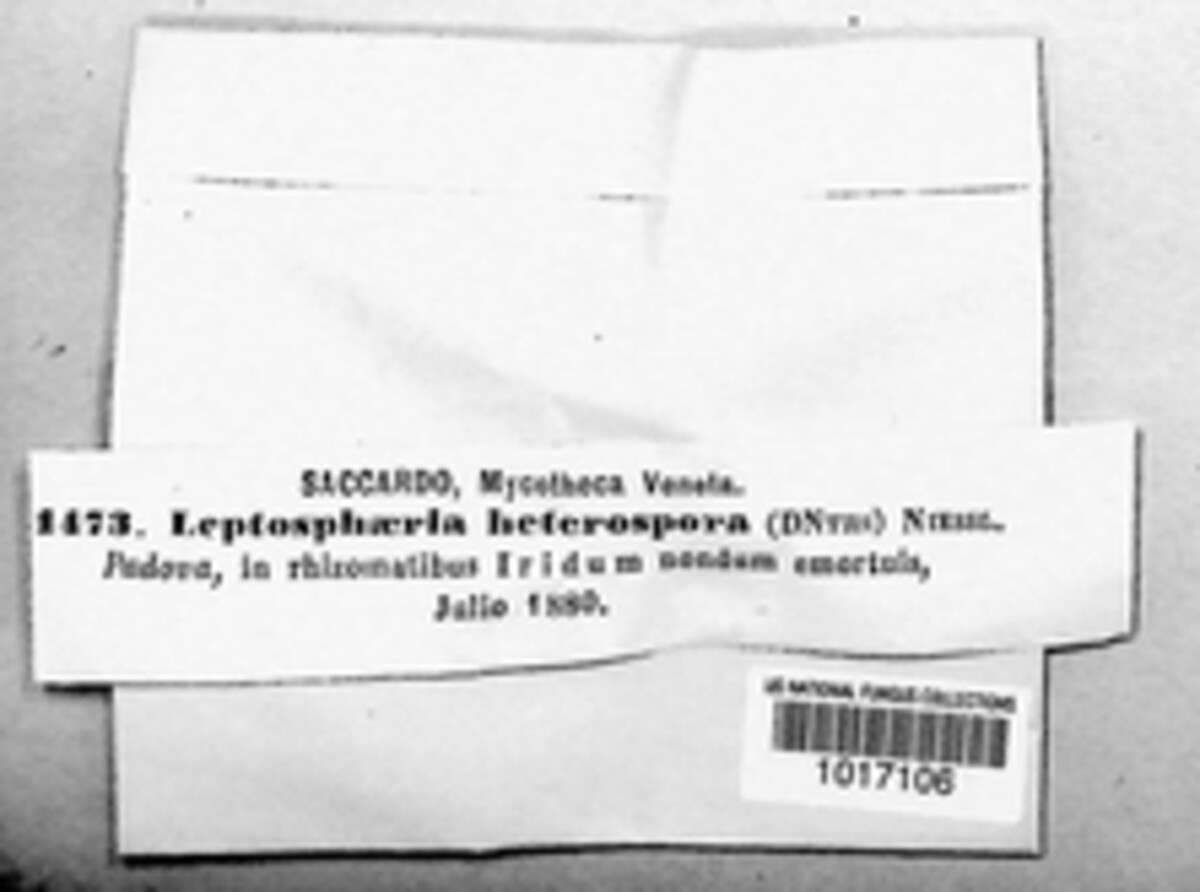 SACCARDO, Mycotheca Veneta.
1473. Leptosphæria heterospora (DNtrs) Niessl.
Padova, in rhizomatibus Iridum nondum emortuis,
Julio 1880.
US NATIONAL FUNGUS COLLECTIONS
1017106